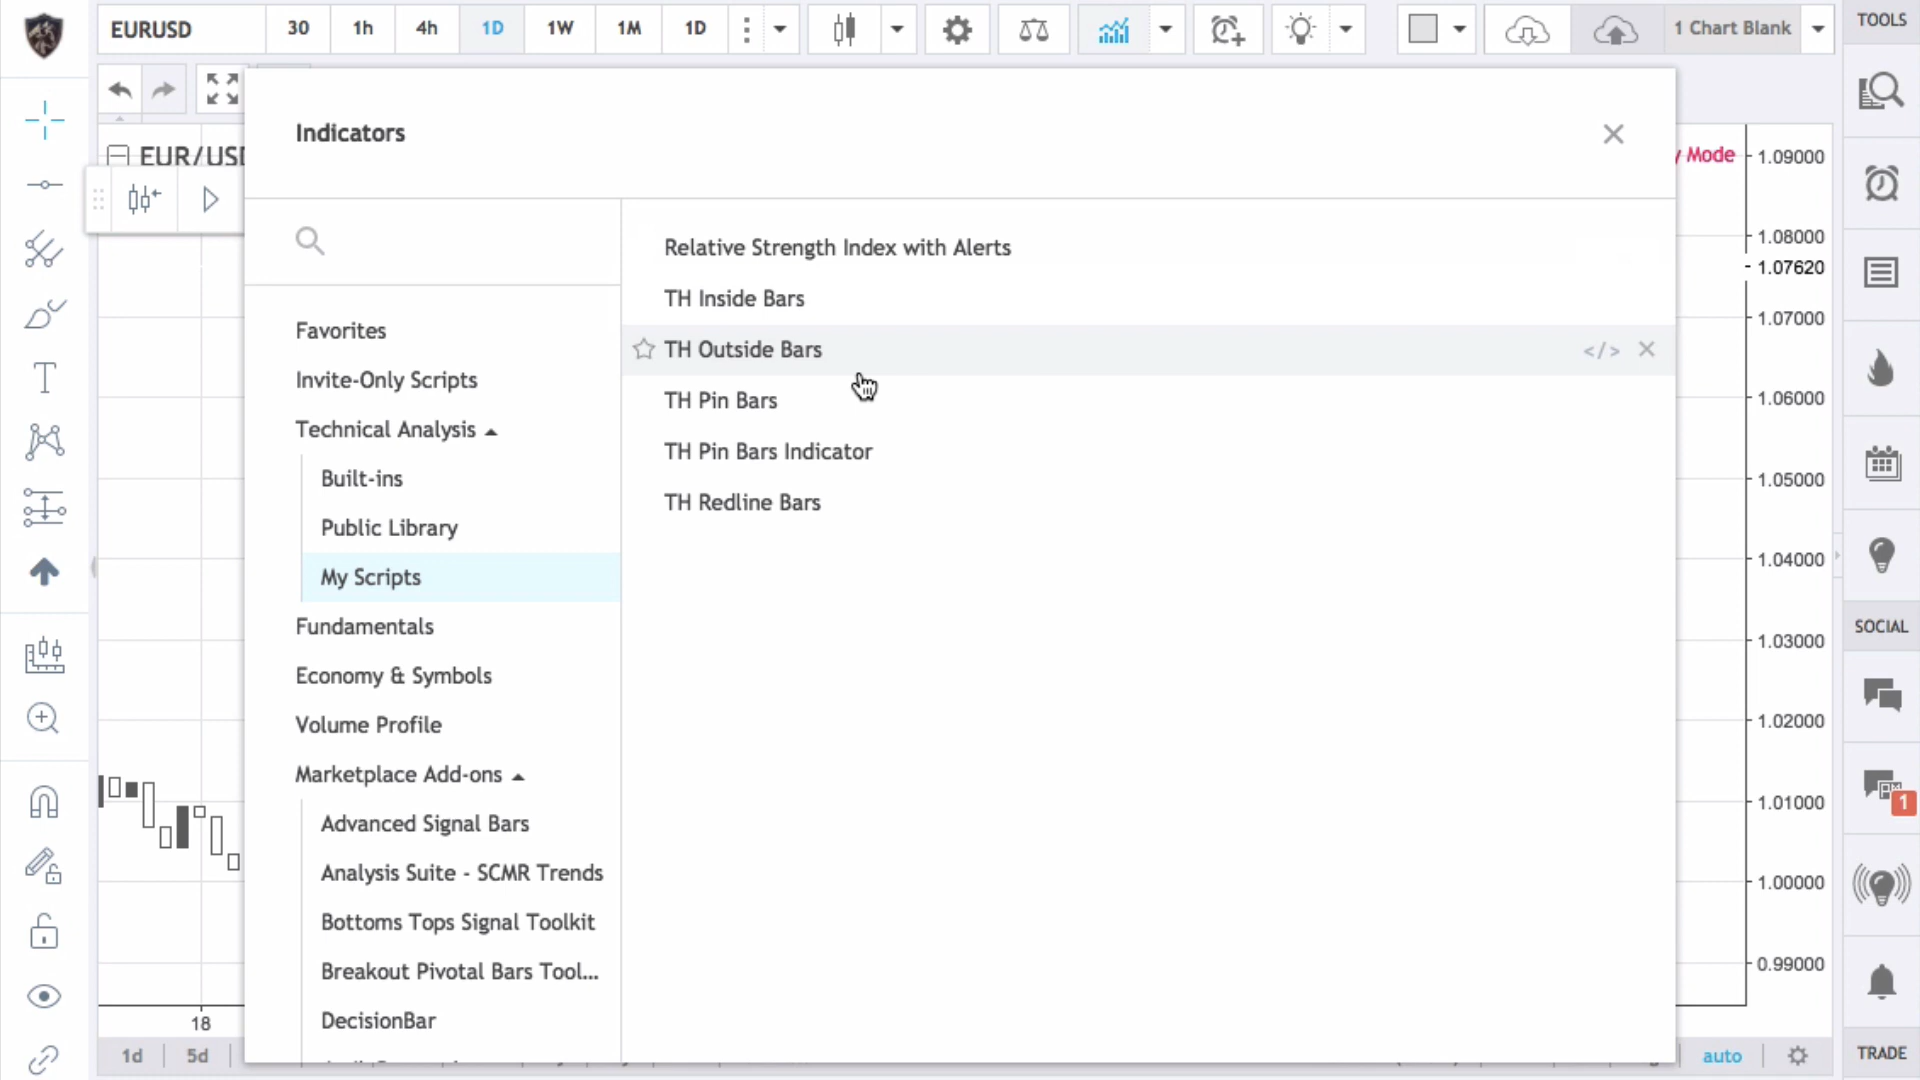 EURUSD
30
1h
4h
1D
1W
1M
1D
1 Chart Blank
TOOLS
EUR/USD
Mode
Indicators
Favorites
Invite-Only Scripts
Technical Analysis
Built-ins
Public Library
My Scripts
Fundamentals
Economy & Symbols
Volume Profile
Marketplace Add-ons
Advanced Signal Bars
Analysis Suite - SCMR Trends
Bottoms Tops Signal Toolkit
Breakout Pivotal Bars Tool...
DecisionBar
Relative Strength Index with Alerts
TH Inside Bars
TH Outside Bars
</>
TH Pin Bars
TH Pin Bars Indicator
TH Redline Bars
1.09000
1.08000
1.07620
1.07000
1.06000
1.05000
1.04000
1.03000
1.02000
1.01000
1.00000
0.99000
SOCIAL
1
TRADE
18
1d
5d
auto